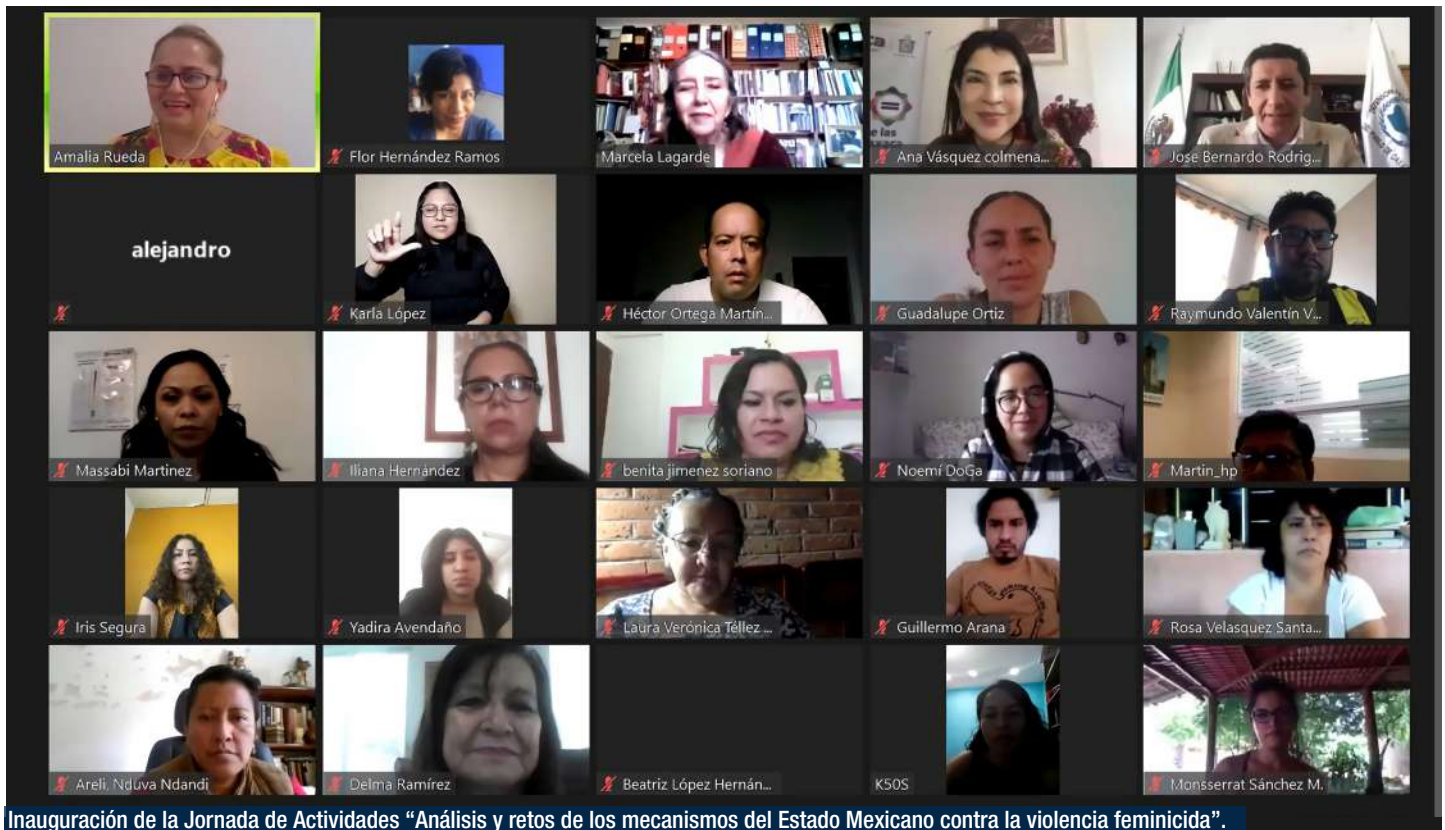 Amalia Rueda
Flor Hernández Ramos
Marcela Lagarde
Ana Vásquez colmena...
Jose Bernardo Rodrig...
alejandro
Karla López
Héctor Ortega Martín...
Guadalupe Ortiz
Raymundo Valentín V...
Massabi Martinez
Iliana Hernández
benita jimenez soriano
Noemí DoGa
Martin_hp
Iris Segura
Yadira Avendaño
Laura Verónica Téllez ...
Guillermo Arana
Rosa Velasquez Santa...
Areli, Nduva Ndandi
Delma Ramírez
Beatriz López Hernán...
K50S
Monsserrat Sánchez M.
Inauguración de la Jornada de Actividades “Análisis y retos de los mecanismos del Estado Mexicano contra la violencia feminicida”.